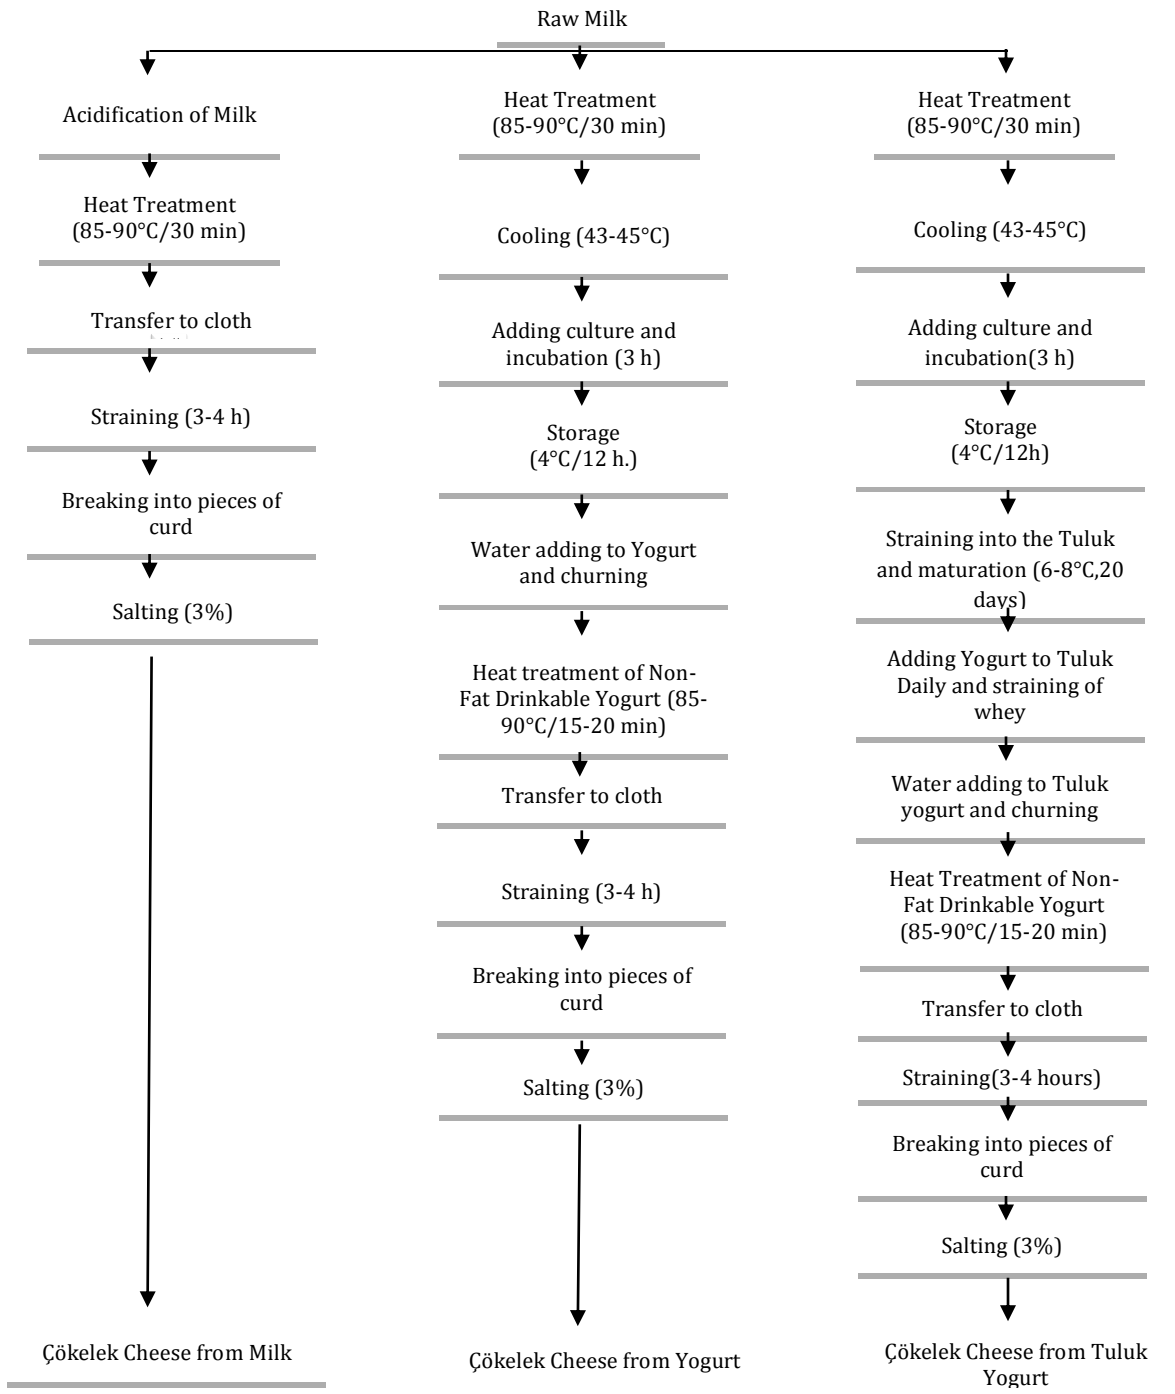 Raw Milk
Acidification of Milk
Heat Treatment
(85-90°C/30 min)
Transfer to cloth
Straining (3-4 h)
Breaking into pieces of
curd
Salting (3%)
Çökelek Cheese from Milk
Heat Treatment
(85-90°C/30 min)
Cooling (43-45°C)
Adding culture and
incubation (3 h)
Storage
(4°C/12 h.)
Water adding to Yogurt
and churning
Heat treatment of Non-
Fat Drinkable Yogurt (85-
90°C/15-20 min)
Transfer to cloth
Straining (3-4 h)
Breaking into pieces of
curd
Salting (3%)
Çökelek Cheese from Yogurt
Heat Treatment
(85-90°C/30 min)
Cooling (43-45°C)
Adding culture and
incubation(3 h)
Storage
(4°C/12h)
Straining into the Tuluk
and maturation (6-8°C,20
days)
Adding Yogurt to Tuluk
Daily and straining of
whey
Water adding to Tuluk
yogurt and churning
Heat Treatment of Non-
Fat Drinkable Yogurt
(85-90°C/15-20 min)
Transfer to cloth
Straining(3-4 hours)
Breaking into pieces of
curd
Salting (3%)
Çökelek Cheese from Tuluk
Yogurt